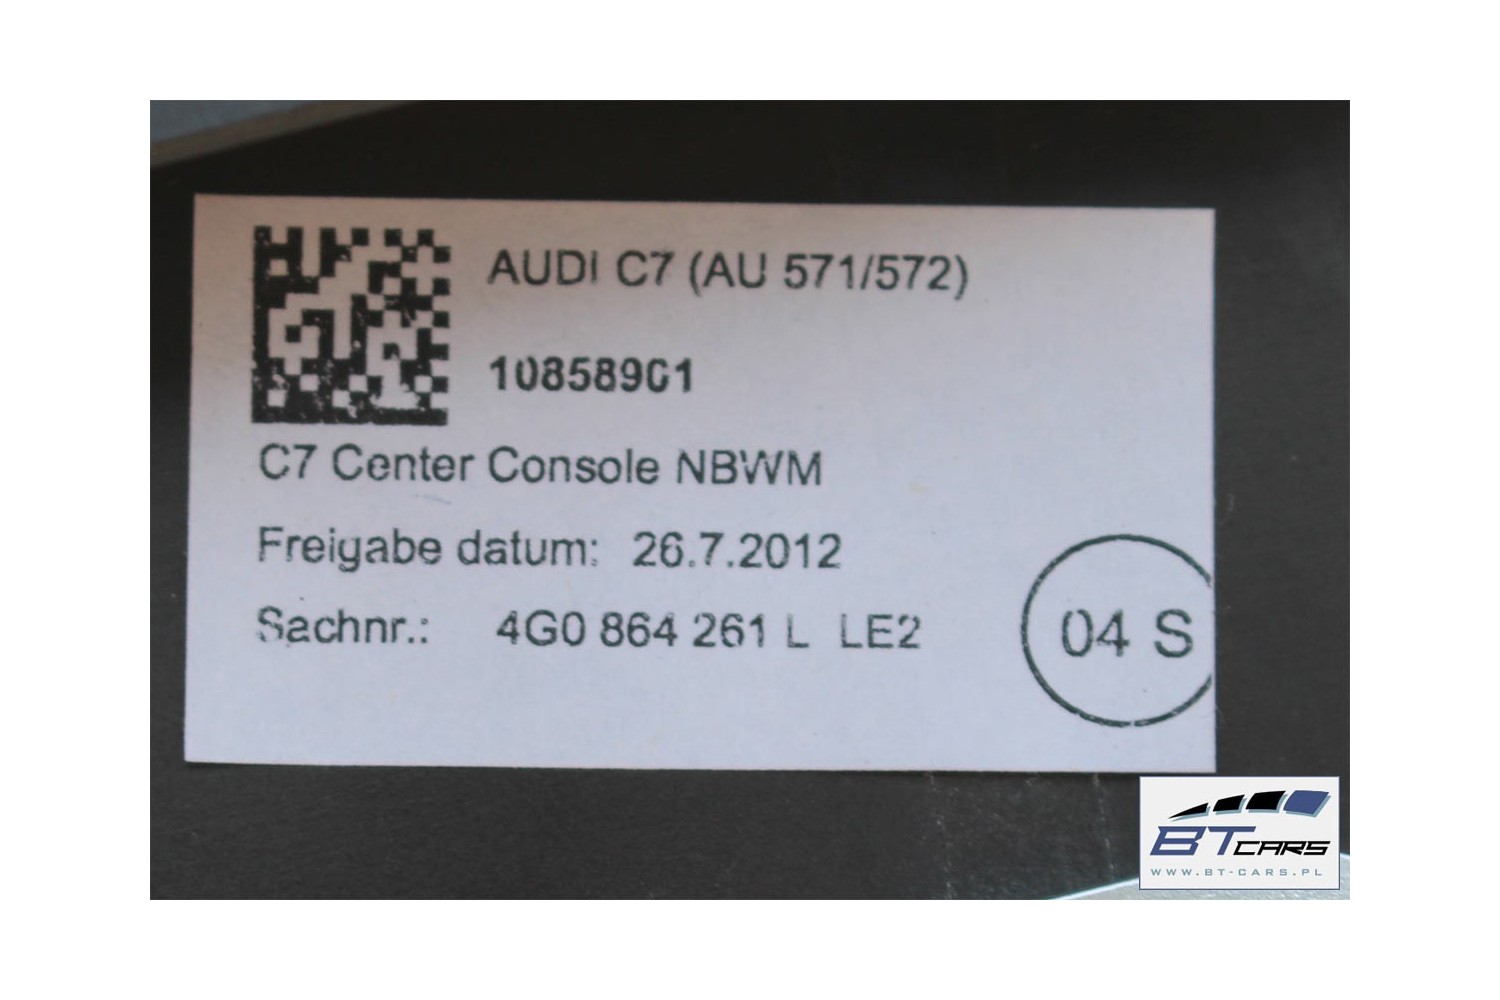 AUDI C7 (AU 571/572)
10858901
C7 Center Console NBWM
Freigabe datum: 26.7.2012
Sachnr.: 4G0 864 261 L LE2
04 S
BT CARS
WWW.BT-CARS.PL